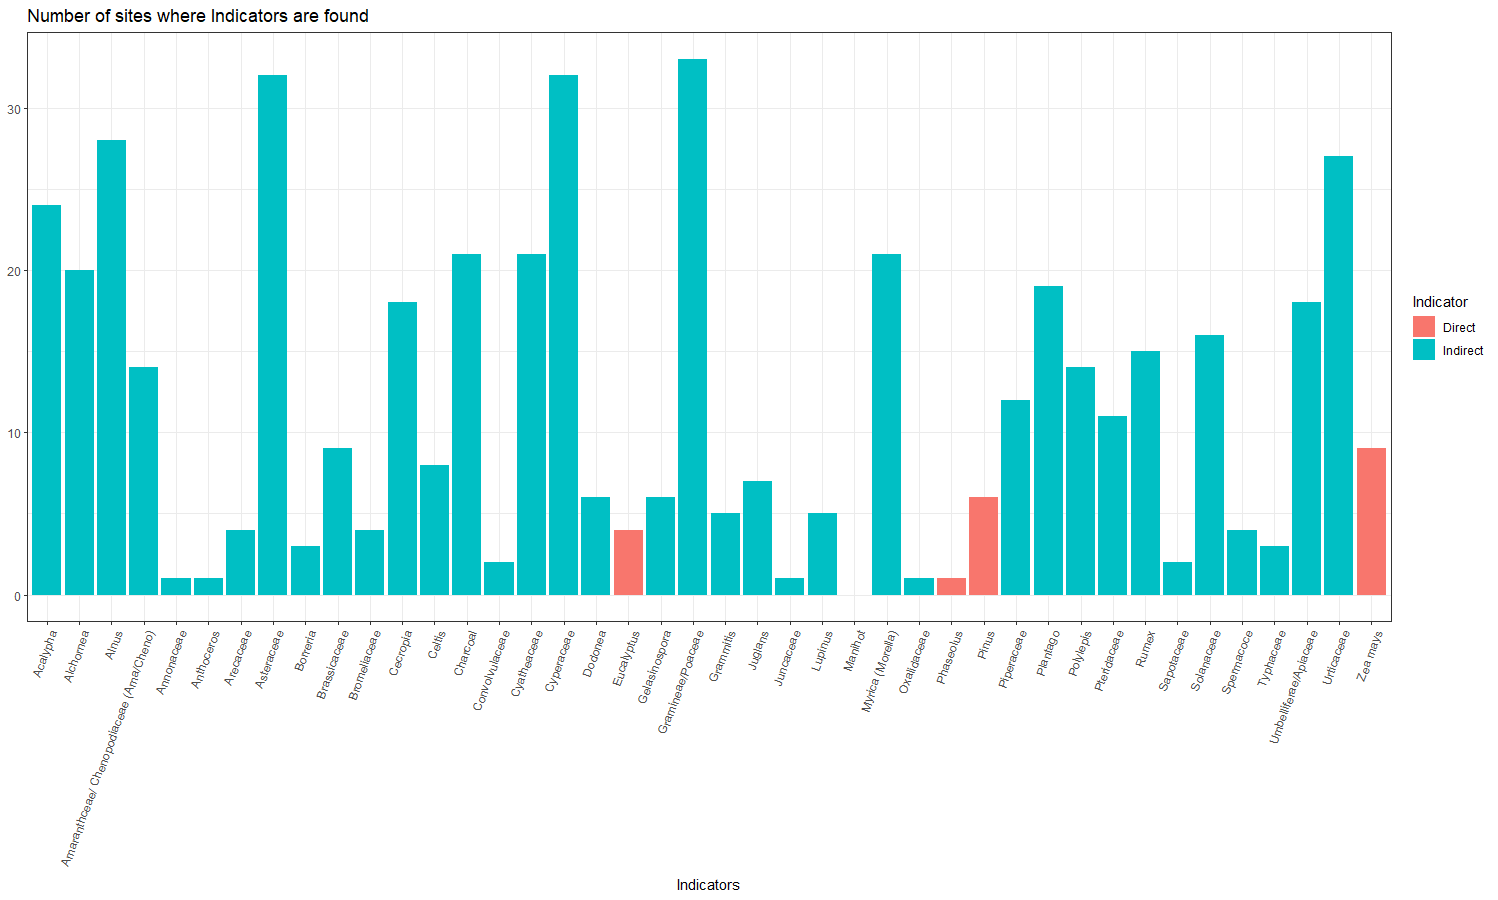 Number of sites where Indicators are found
30
20
10
0
Acalypha
Alchornea
Alnus
Amaranthceae/ Chenopodiaceae (Ama/Cheno)
Annonaceae
Anthoceros
Arecaceae
Asteraceae
Borreria
Brassicaceae
Bromeliaceae
Cecropia
Celtis
Charcoal
Convolvulaceae
Cyatheaceae
Cyperaceae
Dodonea
Eucalyptus
Gelasinospora
Gramineae/Poaceae
Grammitis
Juglans
Juncaceae
Lupinus
Manihot
Myrica (Morella)
Oxalidaceae
Phaseolus
Pinus
Piperaceae
Plantago
Polylepis
Pteridaceae
Rumex
Sapotaceae
Solanaceae
Spermacoce
Typhaceae
Umbelliferae/Apiaceae
Urticaceae
Zea mays
Indicators
Indicator
Direct
Indirect